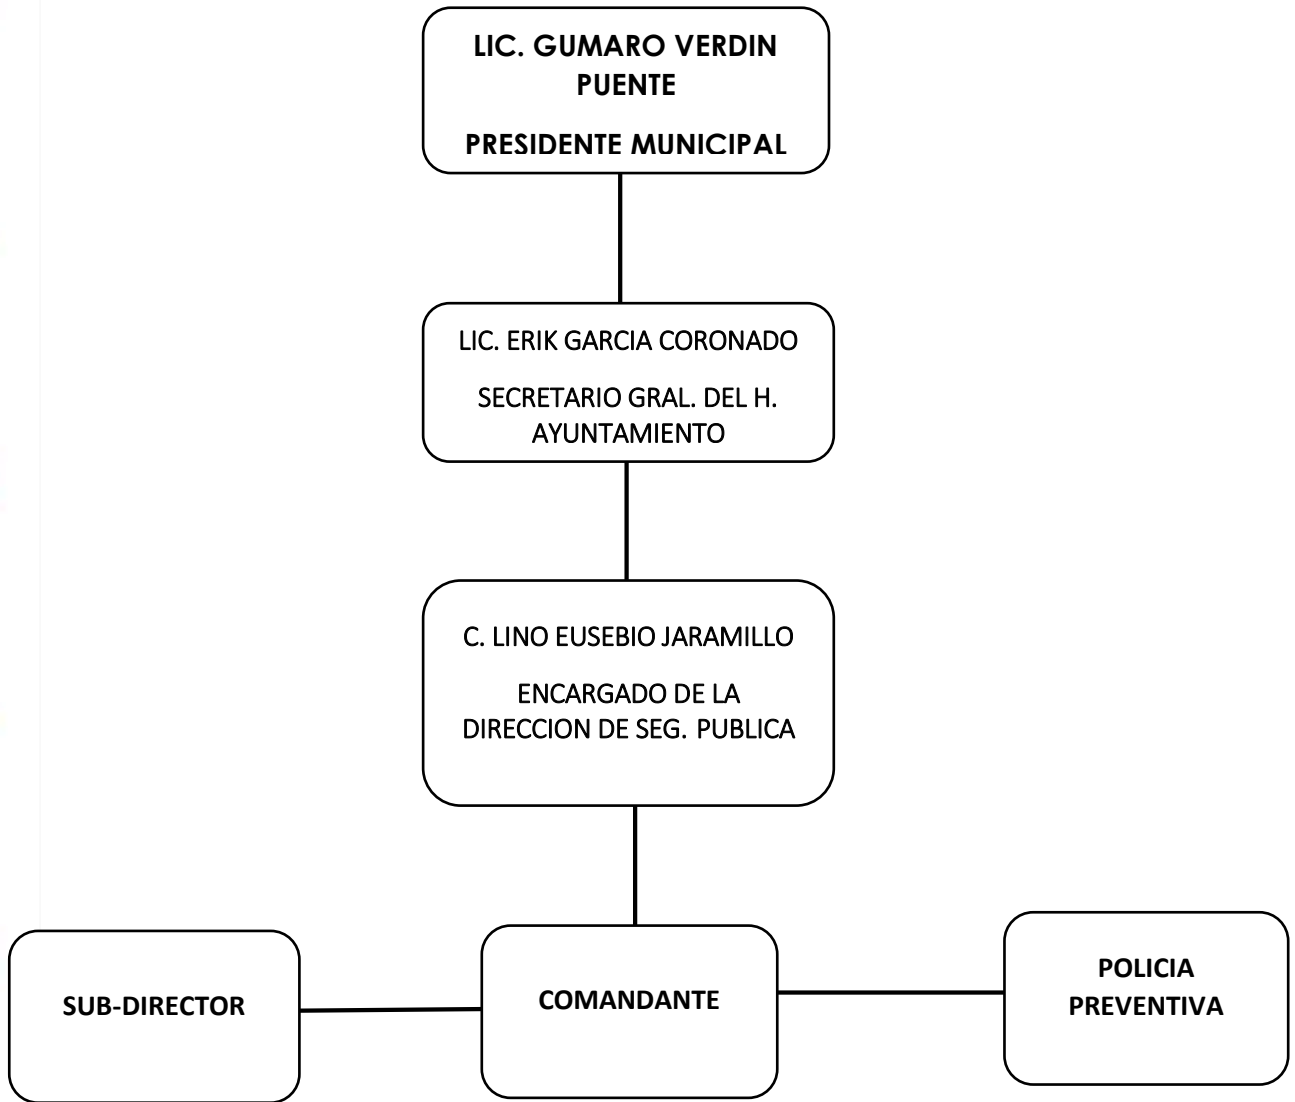 LIC. GUMARO VERDIN
PUENTE
PRESIDENTE MUNICIPAL
LIC. ERIK GARCIA CORONADO
SECRETARIO GRAL. DEL H.
AYUNTAMIENTO
C. LINO EUSEBIO JARAMILLO
ENCARGADO DE LA
DIRECCION DE SEG. PUBLICA
SUB-DIRECTOR
COMANDANTE
POLICIA
PREVENTIVA